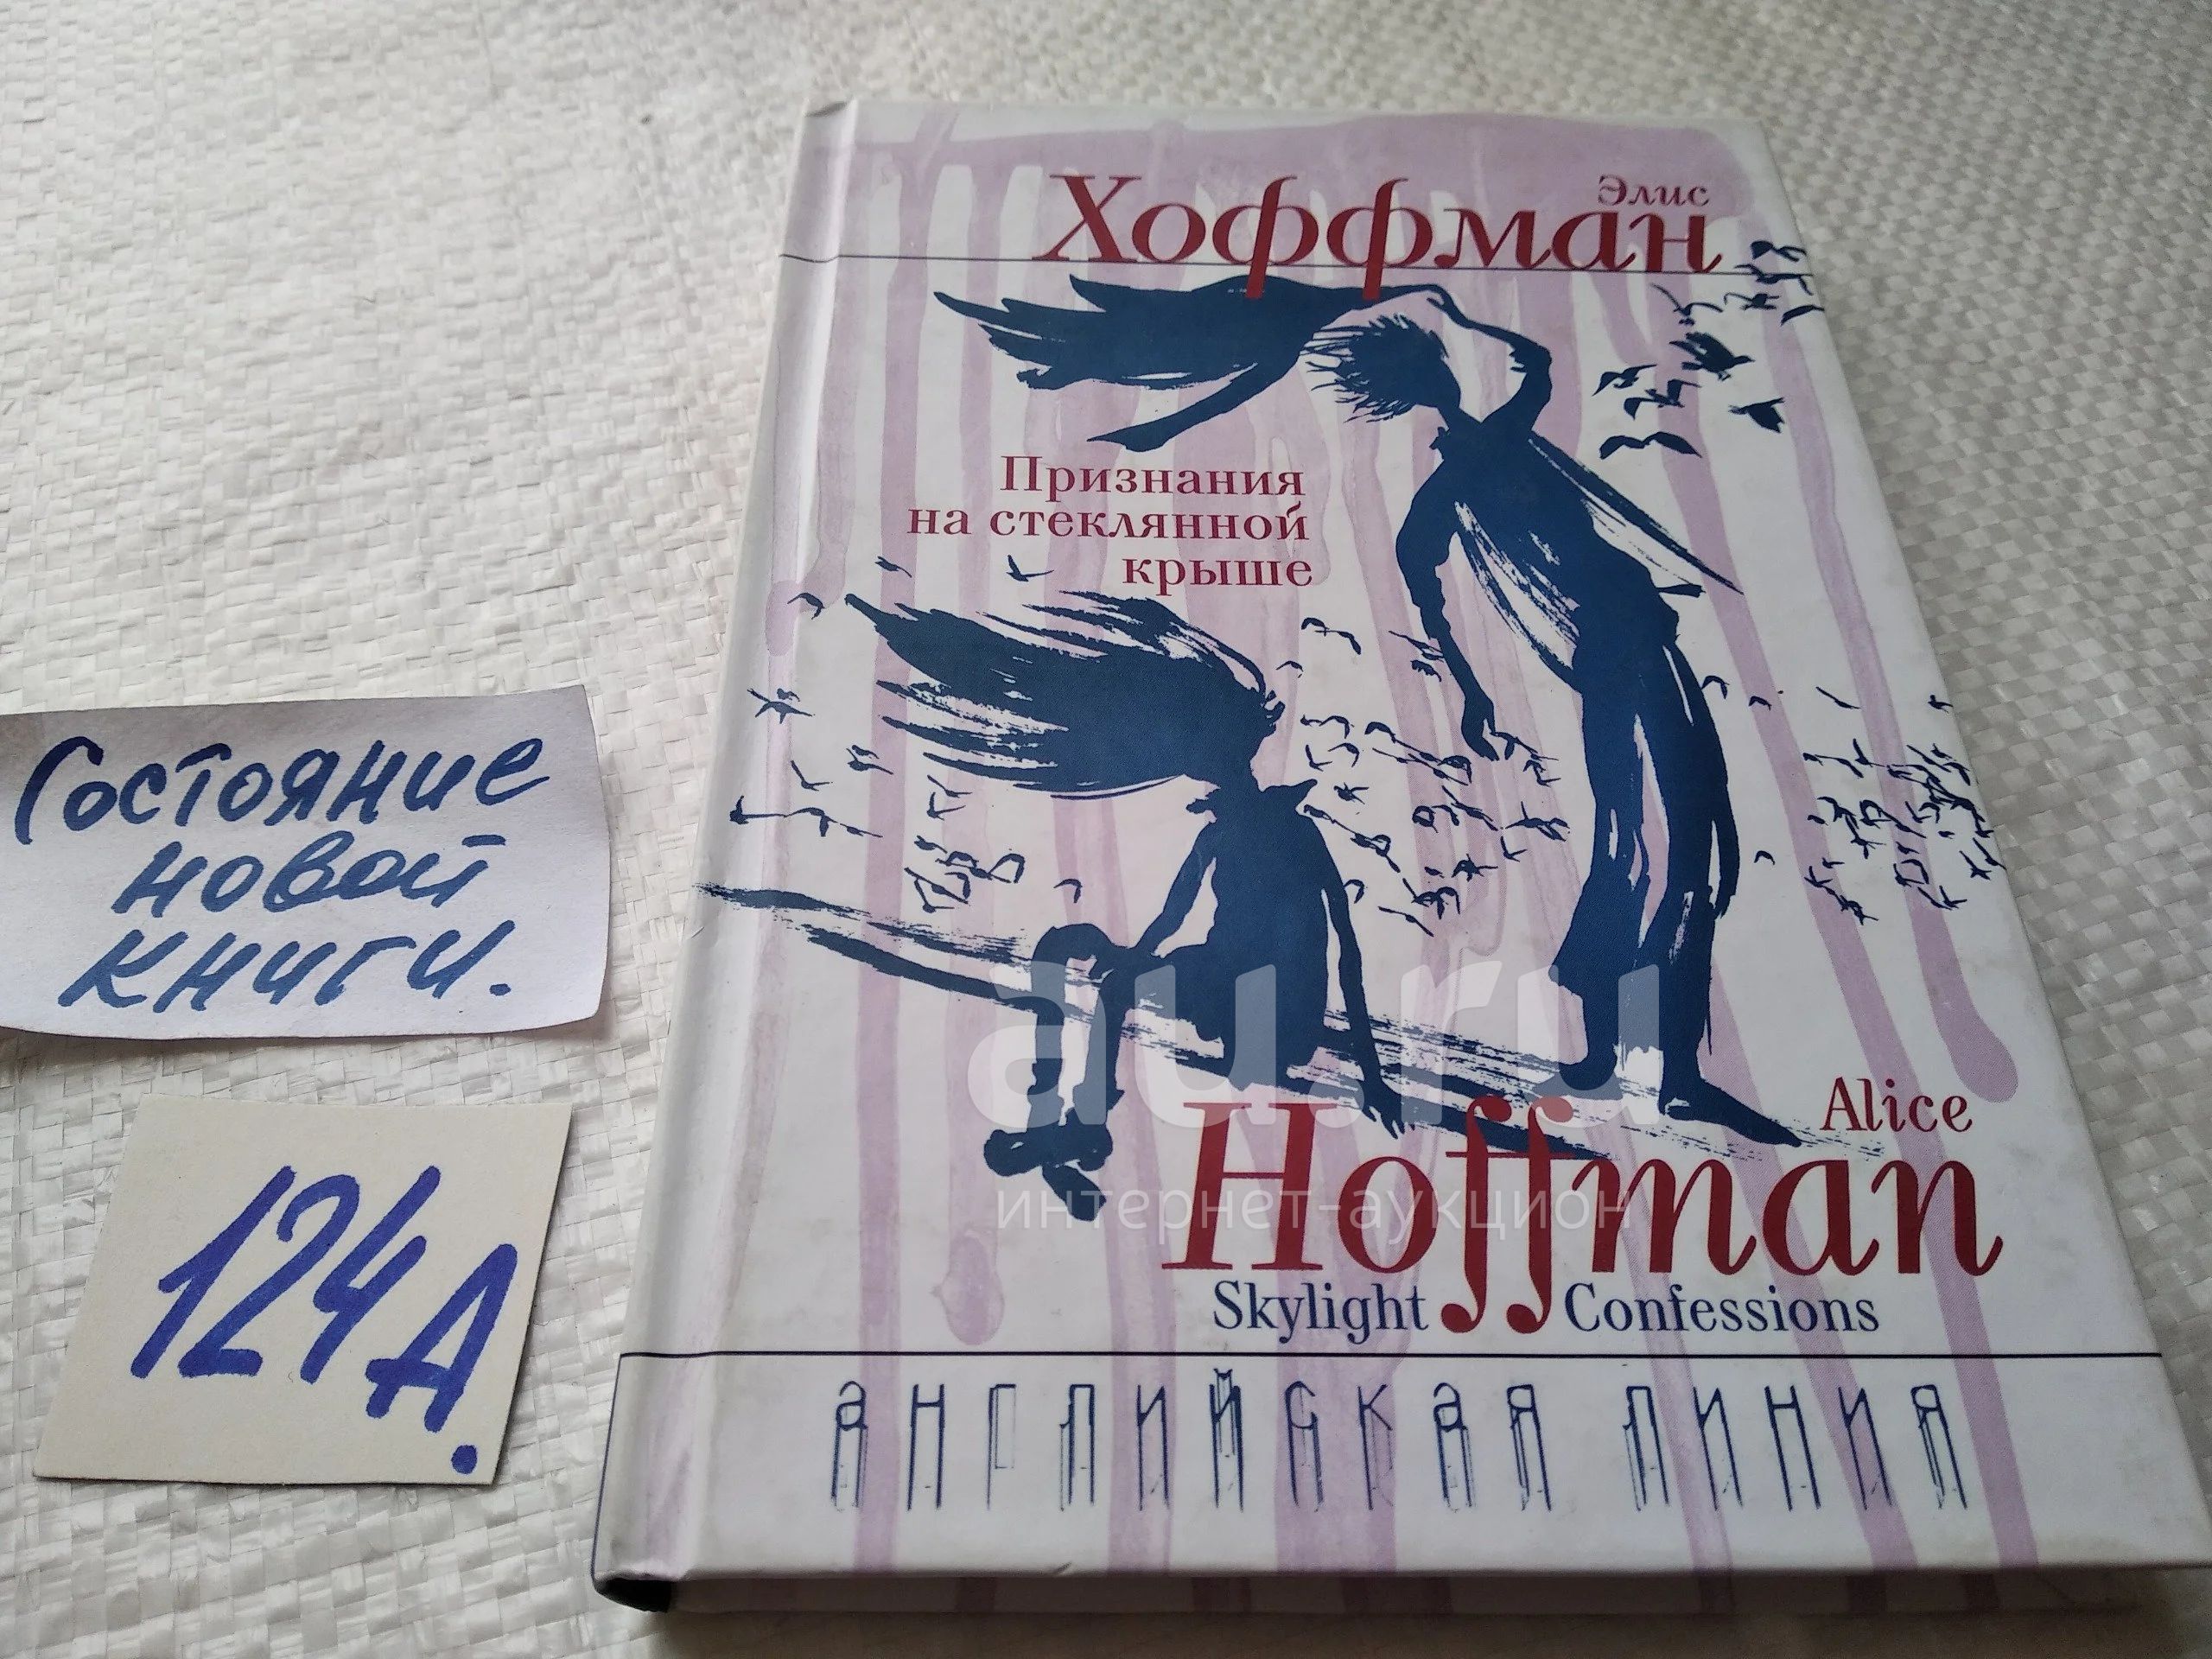 Элис
Хоффман
Признания
на стеклянной
крыше
Состояние
новой
книги.
124А.
au.ru
интернет-аукцион
Alice
Hoffman
Skylight Confessions
английская линия